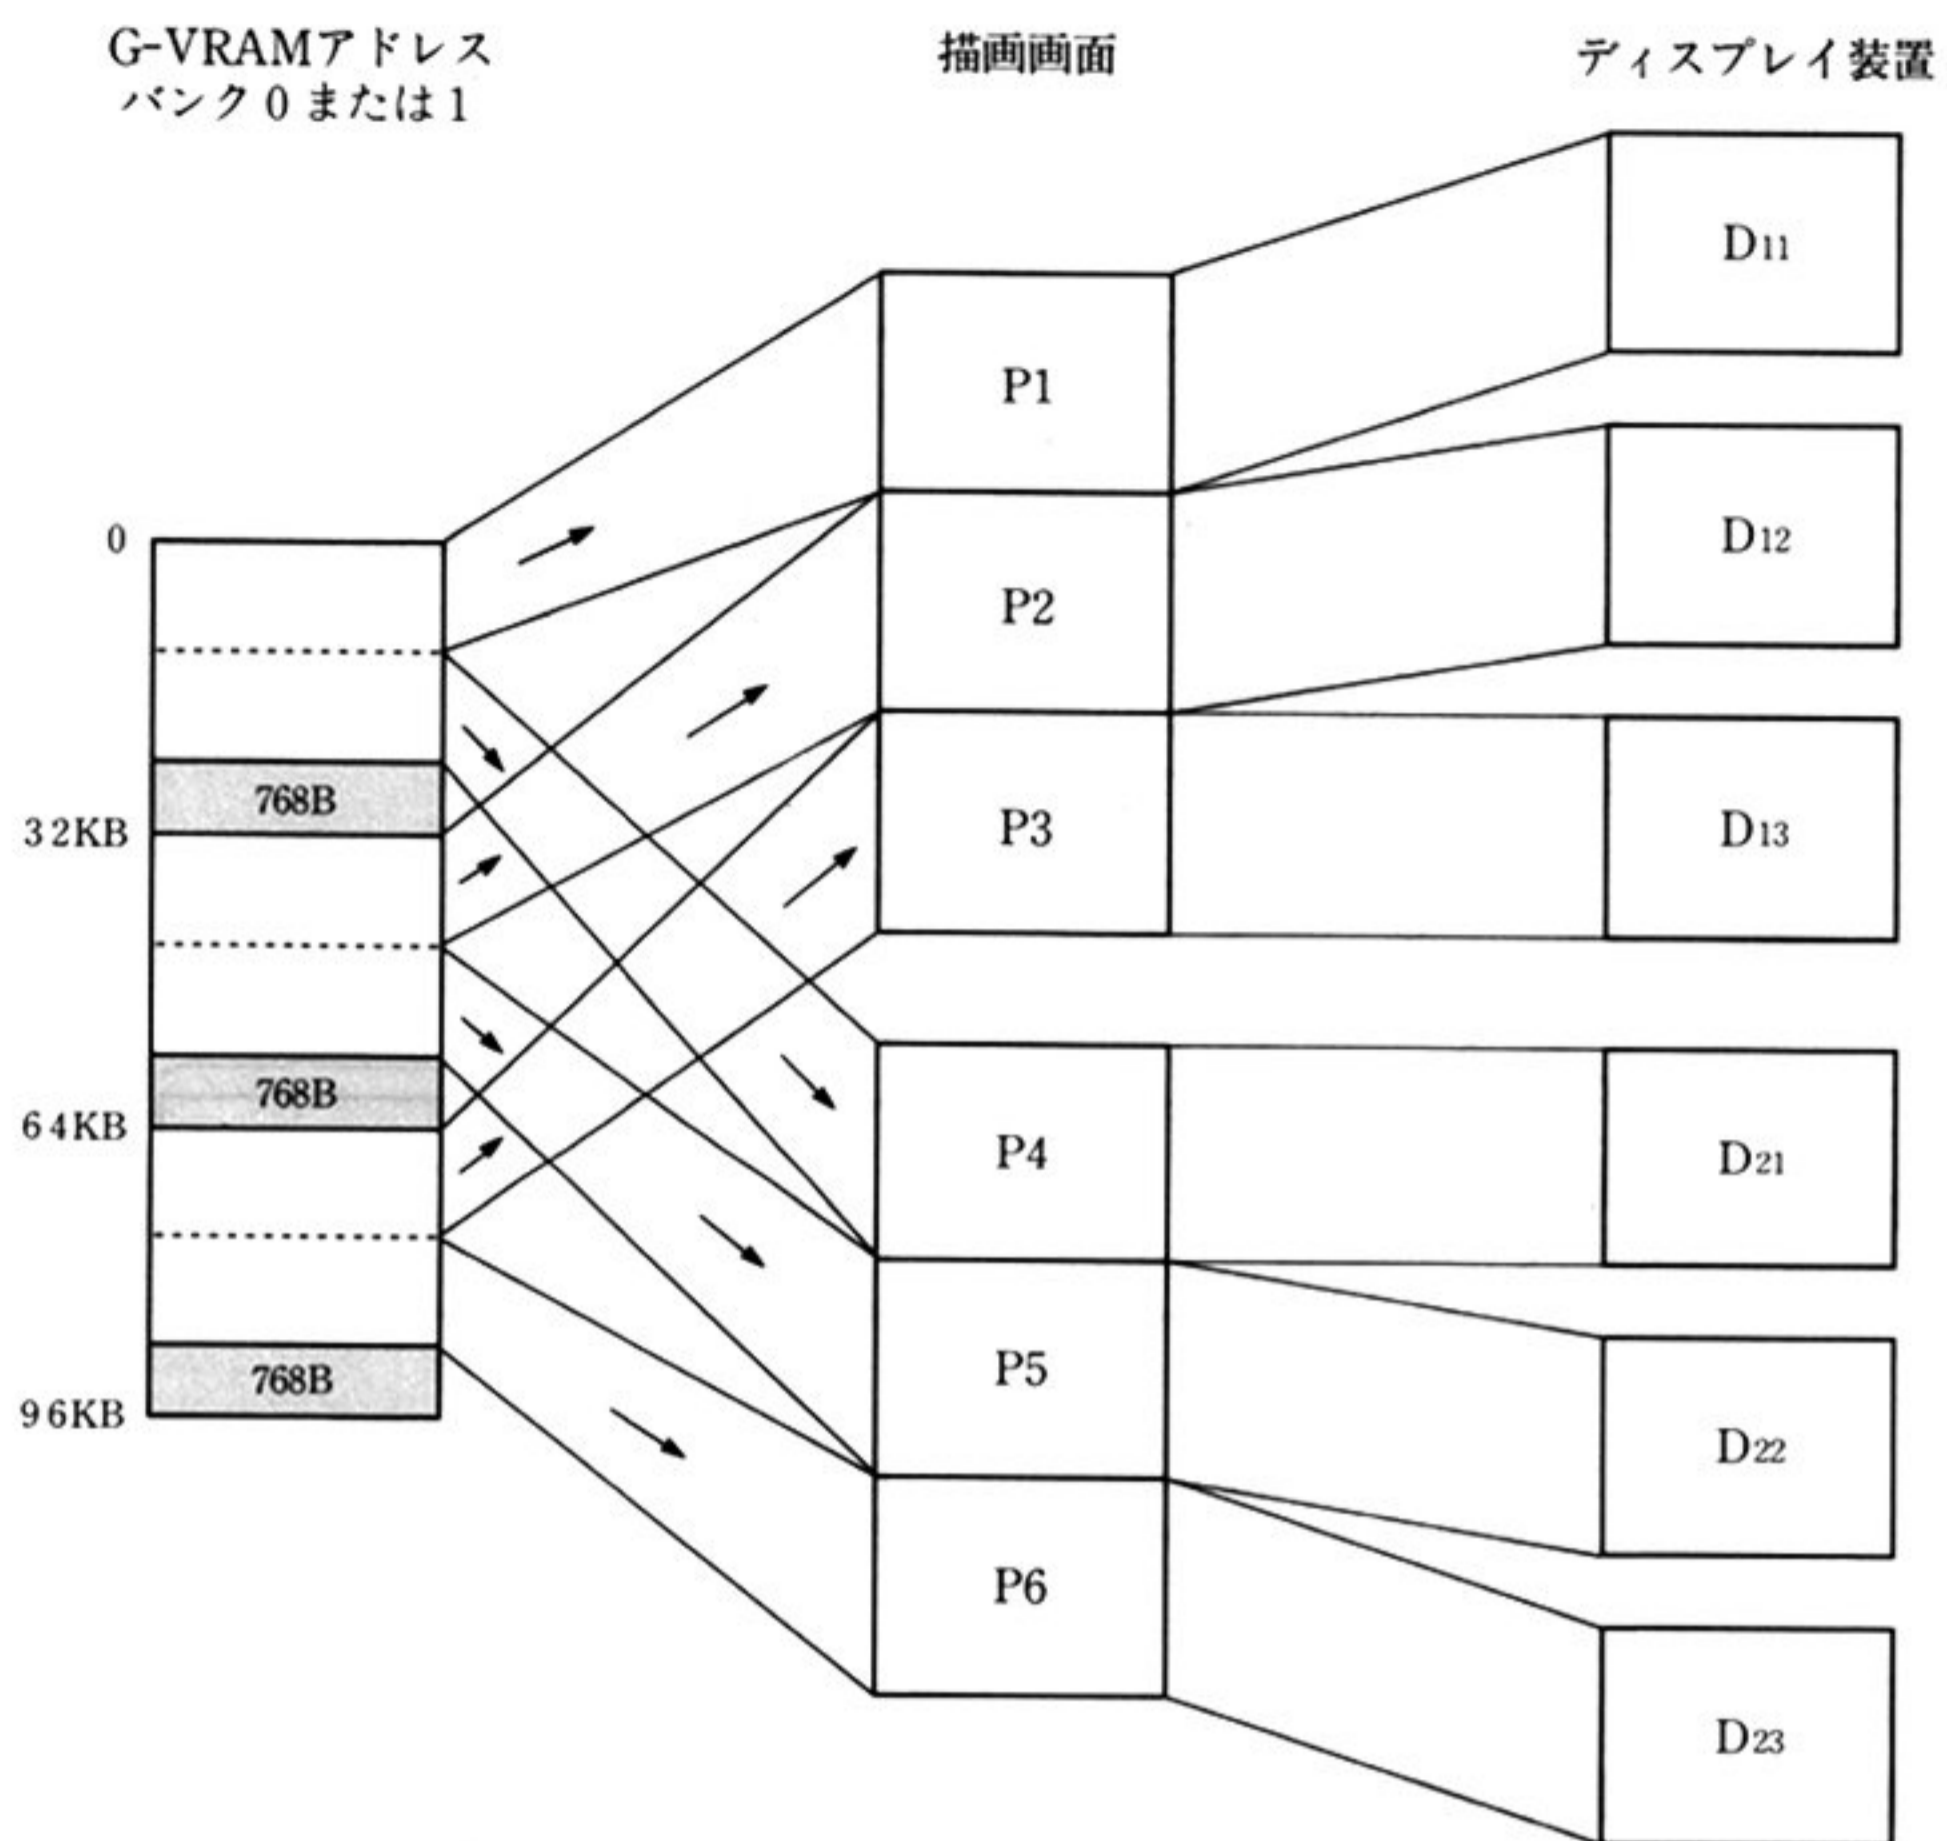 G-VRAMアドレス
バンク0または1
描画画面
ディスプレイ装置
0
32KB
64KB
96KB
768B
768B
768B
P1
P2
P3
P4
P5
P6
D11
D12
D13
D21
D22
D23